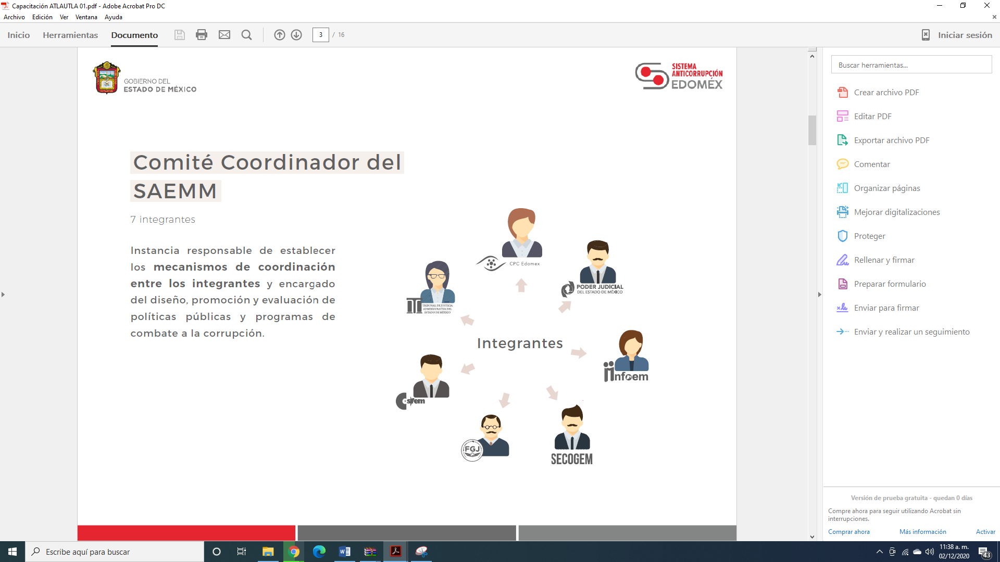 Capacitación ATLAUTLA 01.pdf - Adobe Acrobat Pro DC
Archivo Edición Ver Ventana Ayuda
Inicio Herramientas Documento 3 / 16 Iniciar sesión
GOBIERNO DEL
ESTADO DE MÉXICO
SISTEMA
ANTICORRUPCIÓN
EDOMÉX
Comité Coordinador del
SAEMM
7 integrantes
Instancia responsable de establecer
los mecanismos de coordinación
entre los integrantes y encargado
del diseño, promoción y evaluación de
políticas públicas y programas de
combate a la corrupción.
CPC Edomex
PODER JUDICIAL
DEL ESTADO DE MÉXICO
TRIBUNAL DE JUSTICIA
ADMINISTRATIVA DEL
ESTADO DE MÉXICO
Integrantes
infoem
Osfem
FGJ
SECOGEM
Buscar herramientas...
Crear archivo PDF
Editar PDF
Exportar archivo PDF
Comentar
Organizar páginas
Mejorar digitalizaciones
Proteger
Rellenar y firmar
Preparar formulario
Enviar para firmar
Enviar y realizar un seguimiento
Versión de prueba gratuita - quedan 0 días
Compre ahora para seguir utilizando Acrobat sin
interrupciones.
Comprar ahora Más información Activar
Escribe aquí para buscar
11:38 a. m.
02/12/2020
43